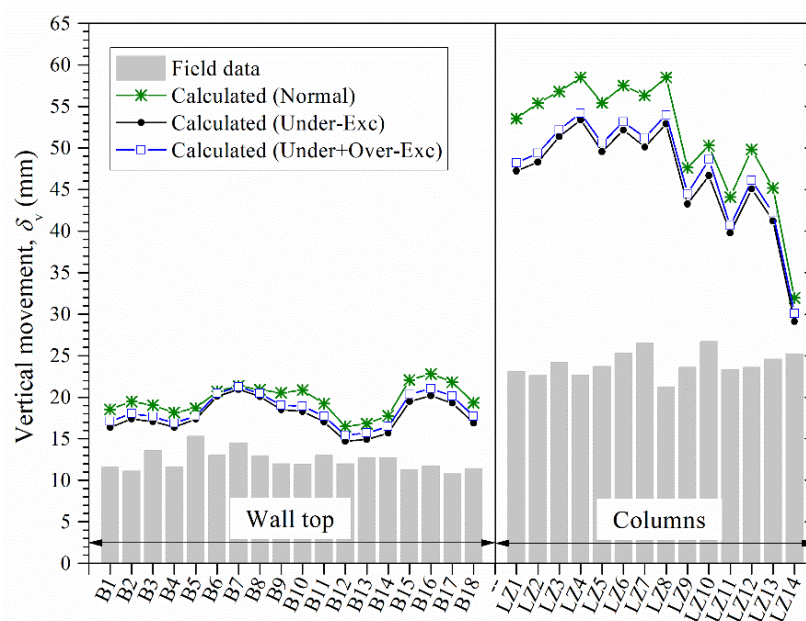 65
60
55
50
45
40
35
30
25
20
15
10
5
0
Vertical movement, δv (mm)
Field data
Calculated (Normal)
Calculated (Under-Exc)
Calculated (Under+Over-Exc)
Wall top
Columns
B1
B2
B3
B4
B5
B6
B7
B8
B9
B10
B11
B12
B13
B14
B15
B16
B17
B18
--
LZ1
LZ2
LZ3
LZ4
LZ5
LZ6
LZ7
LZ8
LZ9
LZ10
LZ11
LZ12
LZ13
LZ14